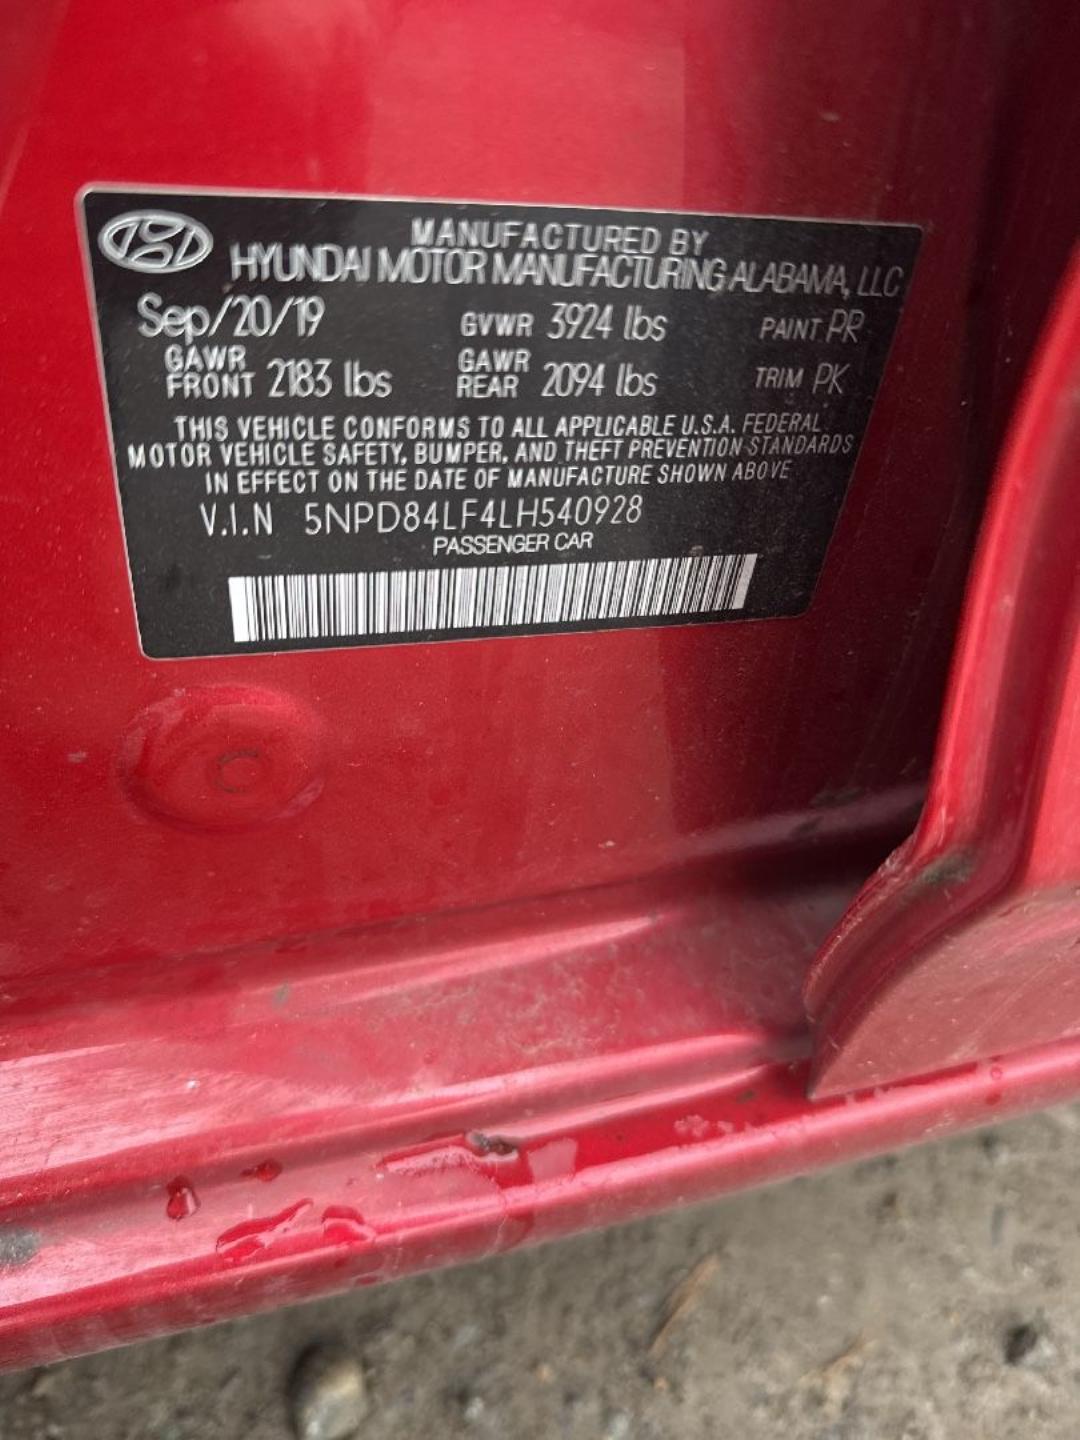 MANUFACTURED BY
HYUNDAI MOTOR MANUFACTURING ALABAMA, LLC
Sep/20/19 GVWR 3924 lbs PAINT PR
GAWR FRONT 2183 lbs GAWR REAR 2094 lbs TRIM PK
THIS VEHICLE CONFORMS TO ALL APPLICABLE U.S.A. FEDERAL
MOTOR VEHICLE SAFETY, BUMPER, AND THEFT PREVENTION STANDARDS
IN EFFECT ON THE DATE OF MANUFACTURE SHOWN ABOVE
V.I.N 5NPD84LF4LH540928
PASSENGER CAR